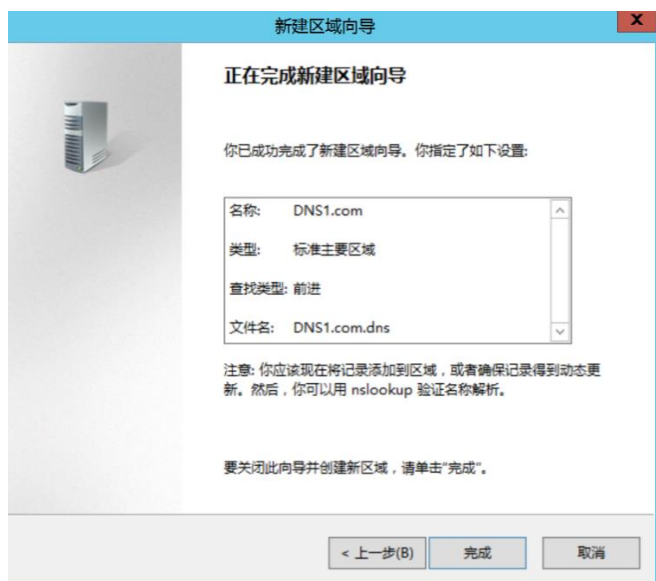 新建区域向导
X
正在完成新建区域向导
你已成功完成了新建区域向导。你指定了如下设置:
名称: DNS1.com
类型: 标准主要区域
查找类型: 前进
文件名: DNS1.com.dns
注意: 你应该现在将记录添加到区域，或者确保记录得到动态更
新。然后，你可以用 nslookup 验证名称解析。
要关闭此向导并创建新区域，请单击"完成"。
< 上一步(B) 完成 取消